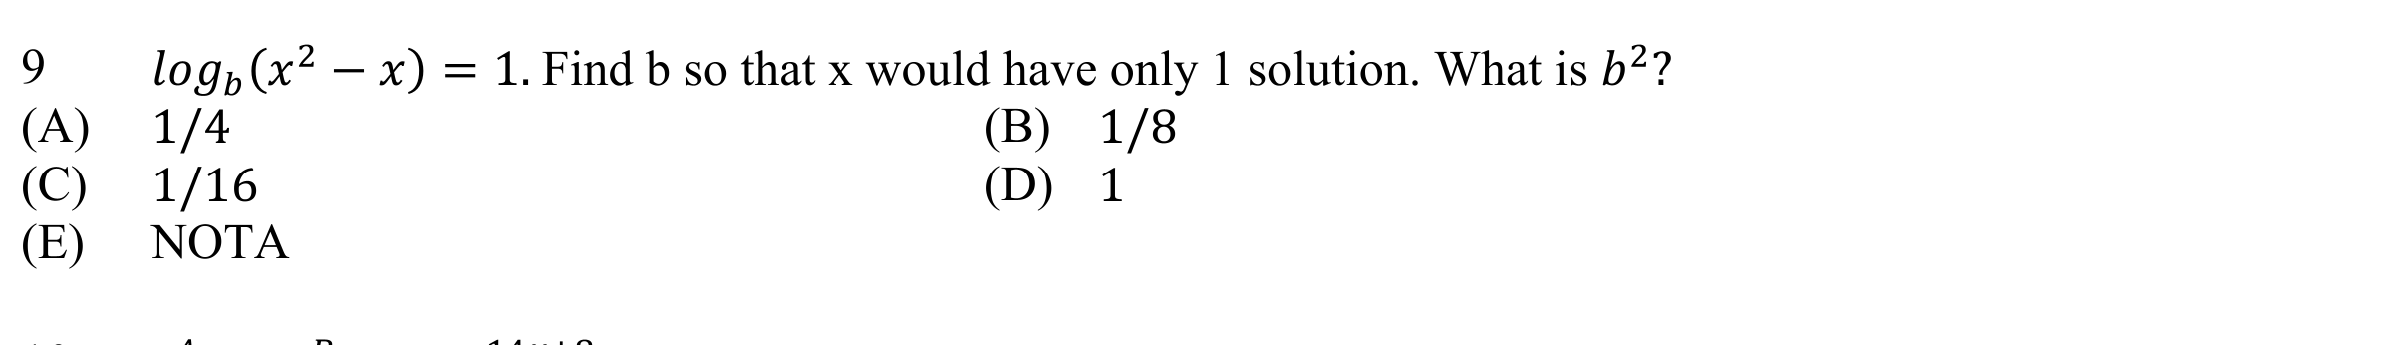 9 log_b(x² − x) = 1. Find b so that x would have only 1 solution. What is b²?
(A) 1/4 (B) 1/8
(C) 1/16 (D) 1
(E) NOTA